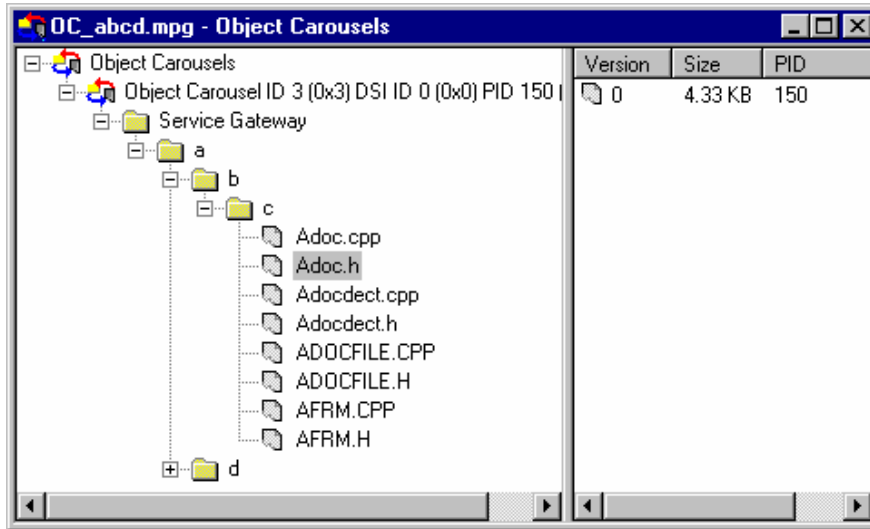 OC_abcd.mpg - Object Carousels
Object Carousels
Object Carousel ID 3 (0x3) DSI ID 0 (0x0) PID 150
Service Gateway
a
b
c
Adoc.cpp
Adoc.h
Adocdect.cpp
Adocdect.h
ADOCFILE.CPP
ADOCFILE.H
AFRM.CPP
AFRM.H
d
Version Size PID
0 4.33 KB 150